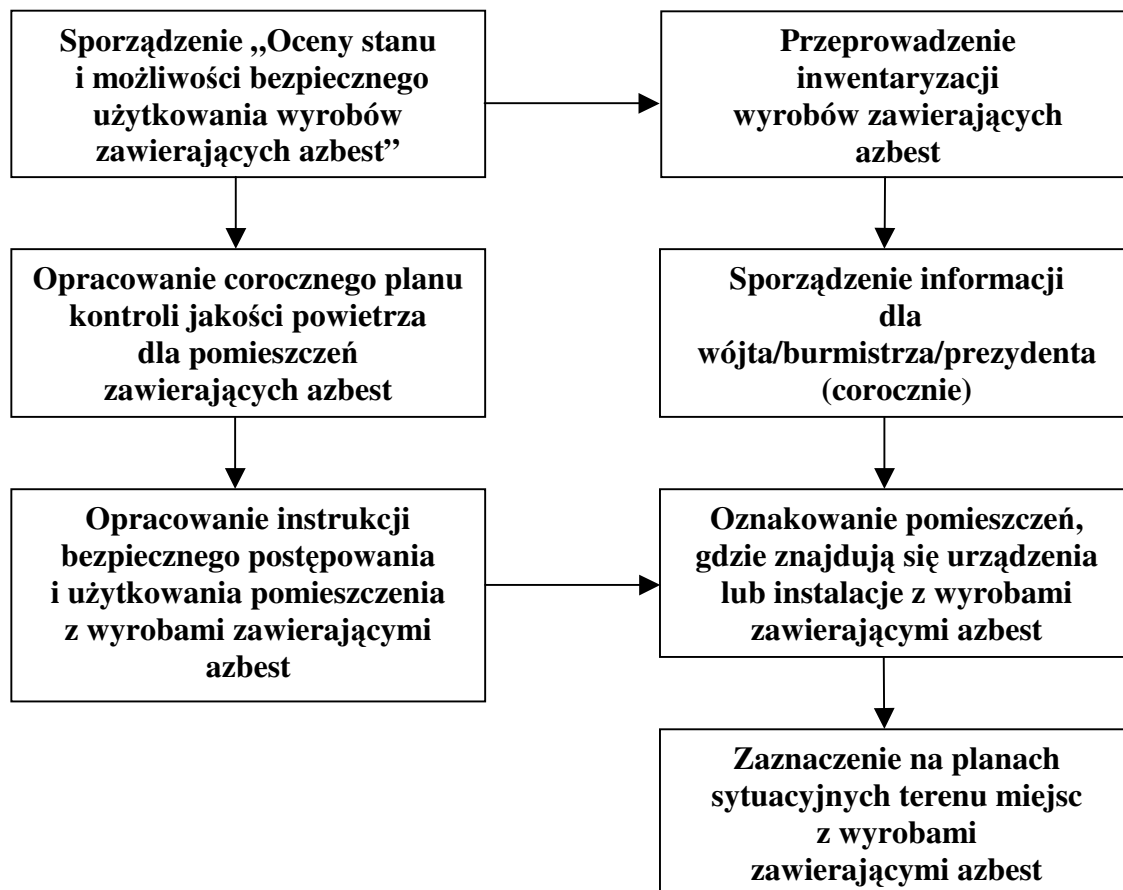 Sporządzenie „Oceny stanu
i możliwości bezpiecznego
użytkowania wyrobów
zawierających azbest”
Przeprowadzenie
inwentaryzacji
wyrobów zawierających
azbest
Opracowanie corocznego planu
kontroli jakości powietrza
dla pomieszczeń
zawierających azbest
Sporządzenie informacji
dla
wójta/burmistrza/prezydenta
(corocznie)
Opracowanie instrukcji
bezpiecznego postępowania
i użytkowania pomieszczenia
z wyrobami zawierającymi
azbest
Oznakowanie pomieszczeń,
gdzie znajdują się urządzenia
lub instalacje z wyrobami
zawierającymi azbest
Zaznaczenie na planach
sytuacyjnych terenu miejsc
z wyrobami
zawierającymi azbest